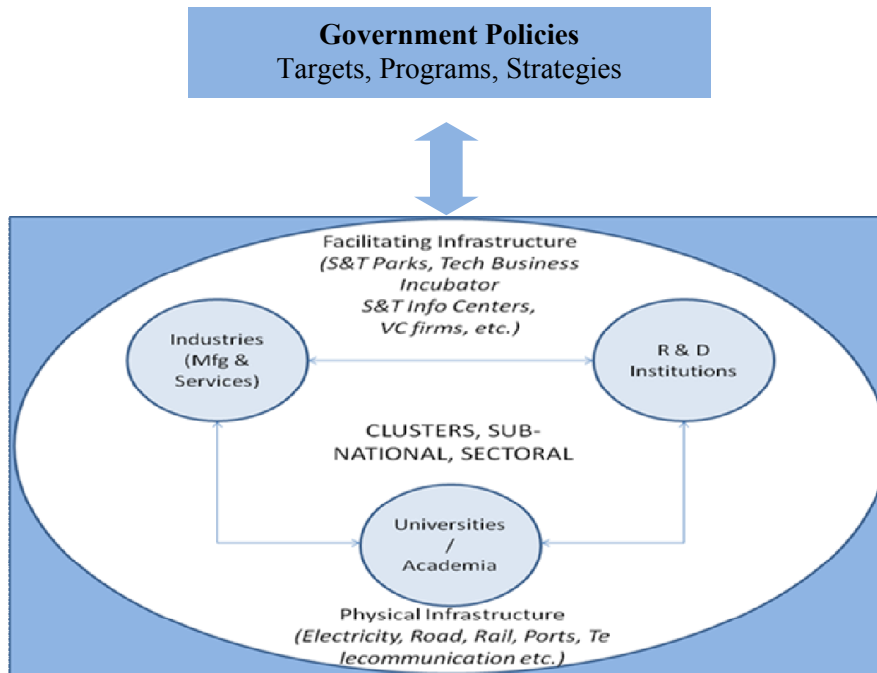 Government Policies
Targets, Programs, Strategies
Facilitating Infrastructure
(S&T Parks, Tech Business
Incubator
S&T Info Centers,
VC firms, etc.)
Industries
(Mfg &
Services)
R & D
Institutions
CLUSTERS, SUB-
NATIONAL, SECTORAL
Universities
/
Academia
Physical Infrastructure
(Electricity, Road, Rail, Ports, Te
lecommunication etc.)